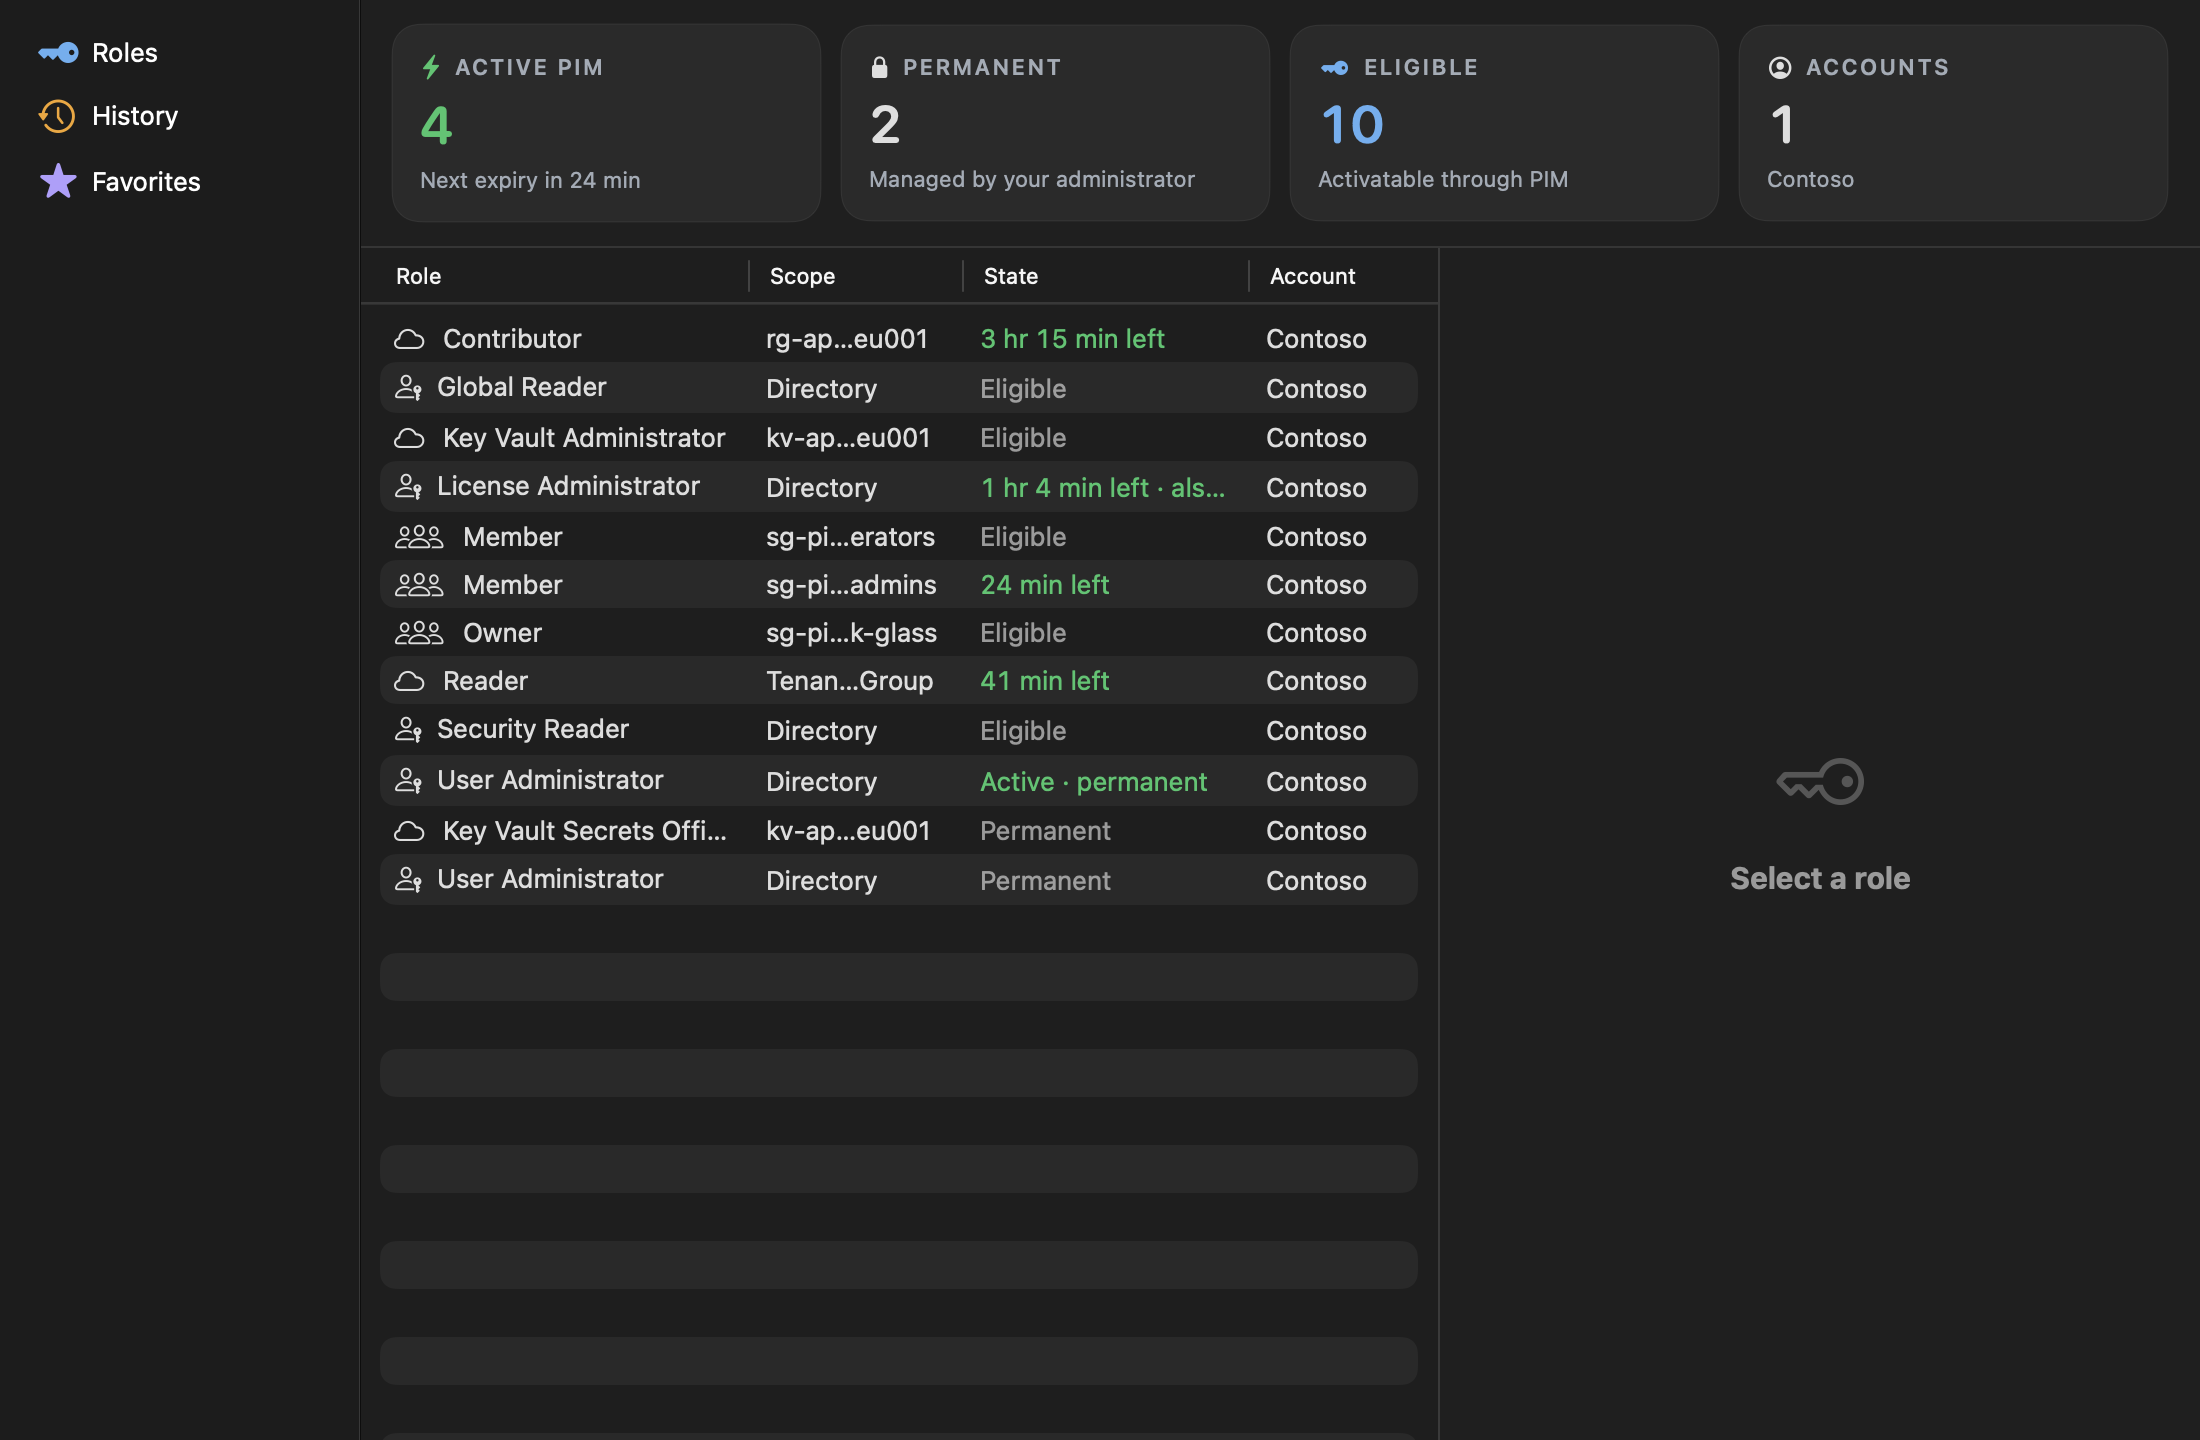 Roles
History
Favorites
ACTIVE PIM
4
Next expiry in 24 min
PERMANENT
2
Managed by your administrator
ELIGIBLE
10
Activatable through PIM
ACCOUNTS
1
Contoso
Role Scope State Account
Contributor rg-ap...eu001 3 hr 15 min left Contoso
Global Reader Directory Eligible Contoso
Key Vault Administrator kv-ap...eu001 Eligible Contoso
License Administrator Directory 1 hr 4 min left · als... Contoso
Member sg-pi...erators Eligible Contoso
Member sg-pi...admins 24 min left Contoso
Owner sg-pi...k-glass Eligible Contoso
Reader Tenan...Group 41 min left Contoso
Security Reader Directory Eligible Contoso
User Administrator Directory Active · permanent Contoso
Key Vault Secrets Offi... kv-ap...eu001 Permanent Contoso
User Administrator Directory Permanent Contoso
Select a role